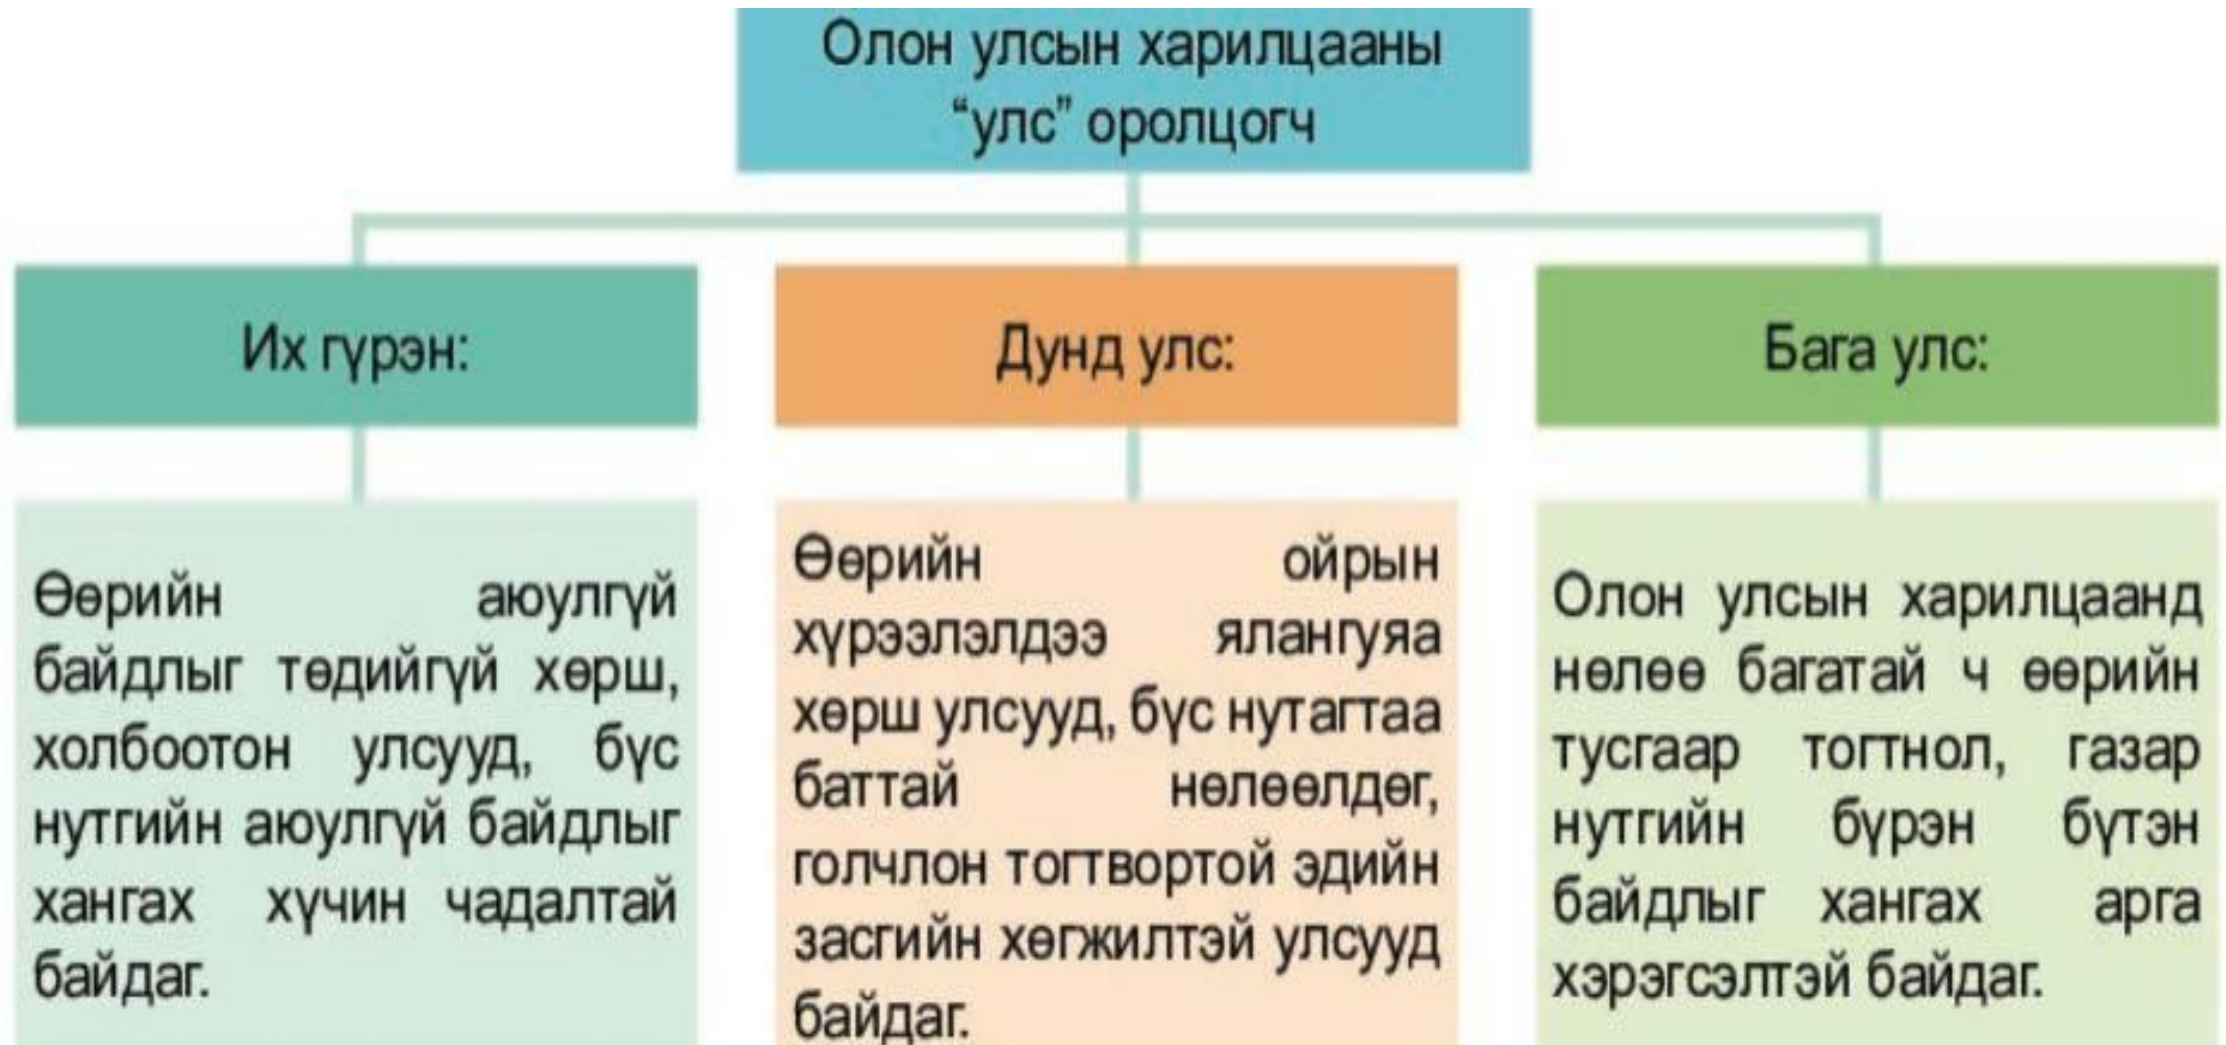 Олон улсын харилцааны
“улс” оролцогч
Их гүрэн:
Өөрийн аюулгүй
байдлыг төдийгүй хөрш,
холбоотон улсууд, бүс
нутгийн аюулгүй байдлыг
хангах хүчин чадалтай
байдаг.
Дунд улс:
Өөрийн ойрын
хүрээлэлдээ ялангуяа
хөрш улсууд, бүс нутагтаа
баттай нөлөөлдөг,
голчлон тогтвортой эдийн
засгийн хөгжилтэй улсууд
байдаг.
Бага улс:
Олон улсын харилцаанд
нөлөө багатай ч өөрийн
тусгаар тогтнол, газар
нутгийн бүрэн бүтэн
байдлыг хангах арга
хэрэгсэлтэй байдаг.